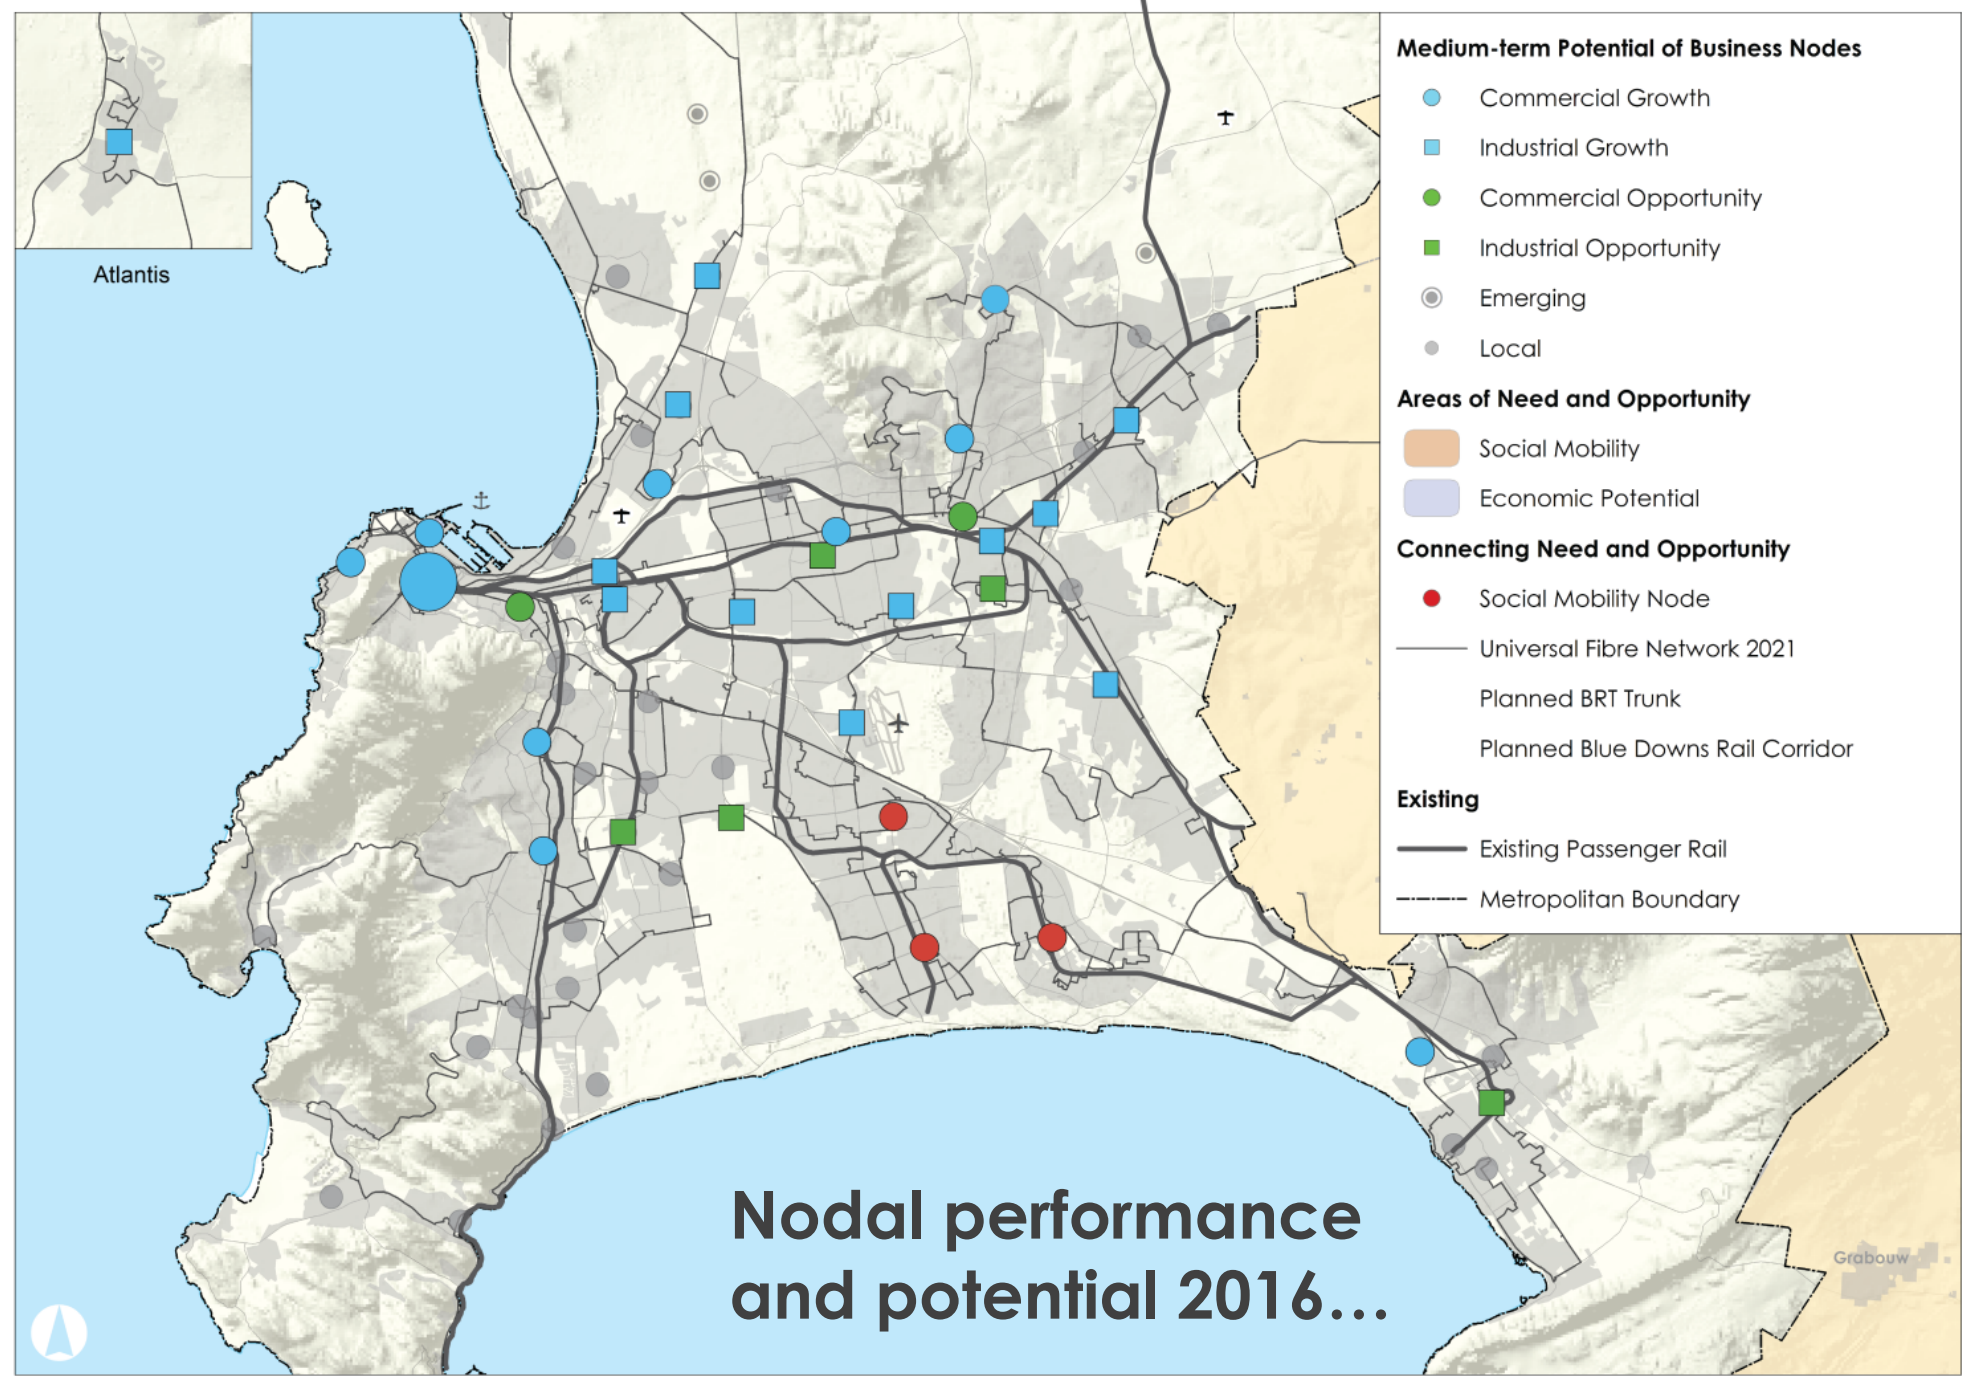 Atlantis
Medium-term Potential of Business Nodes
Commercial Growth
Industrial Growth
Commercial Opportunity
Industrial Opportunity
Emerging
Local
Areas of Need and Opportunity
Social Mobility
Economic Potential
Connecting Need and Opportunity
Social Mobility Node
Universal Fibre Network 2021
Planned BRT Trunk
Planned Blue Downs Rail Corridor
Existing
Existing Passenger Rail
Metropolitan Boundary
Nodal performance
and potential 2016...
Grabouw